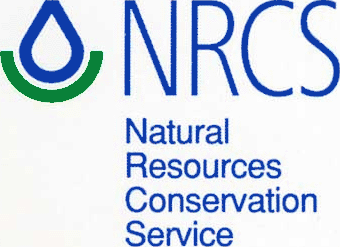 NRCS
Natural
Resources
Conservation
Service